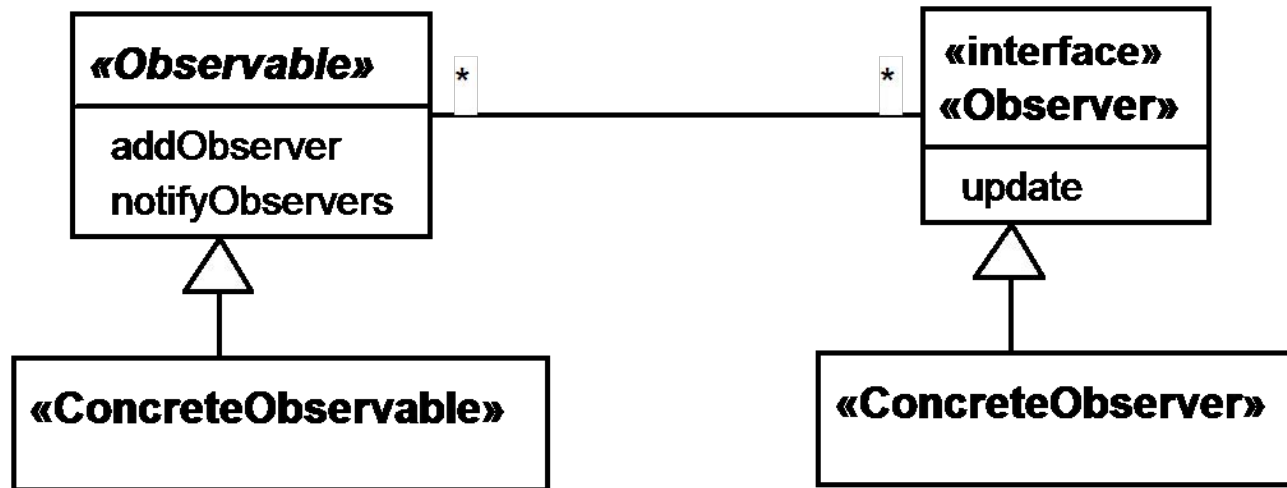 «Observable»
addObserver
notifyObservers
*
*
«interface»
«Observer»
update
«ConcreteObservable»
«ConcreteObserver»